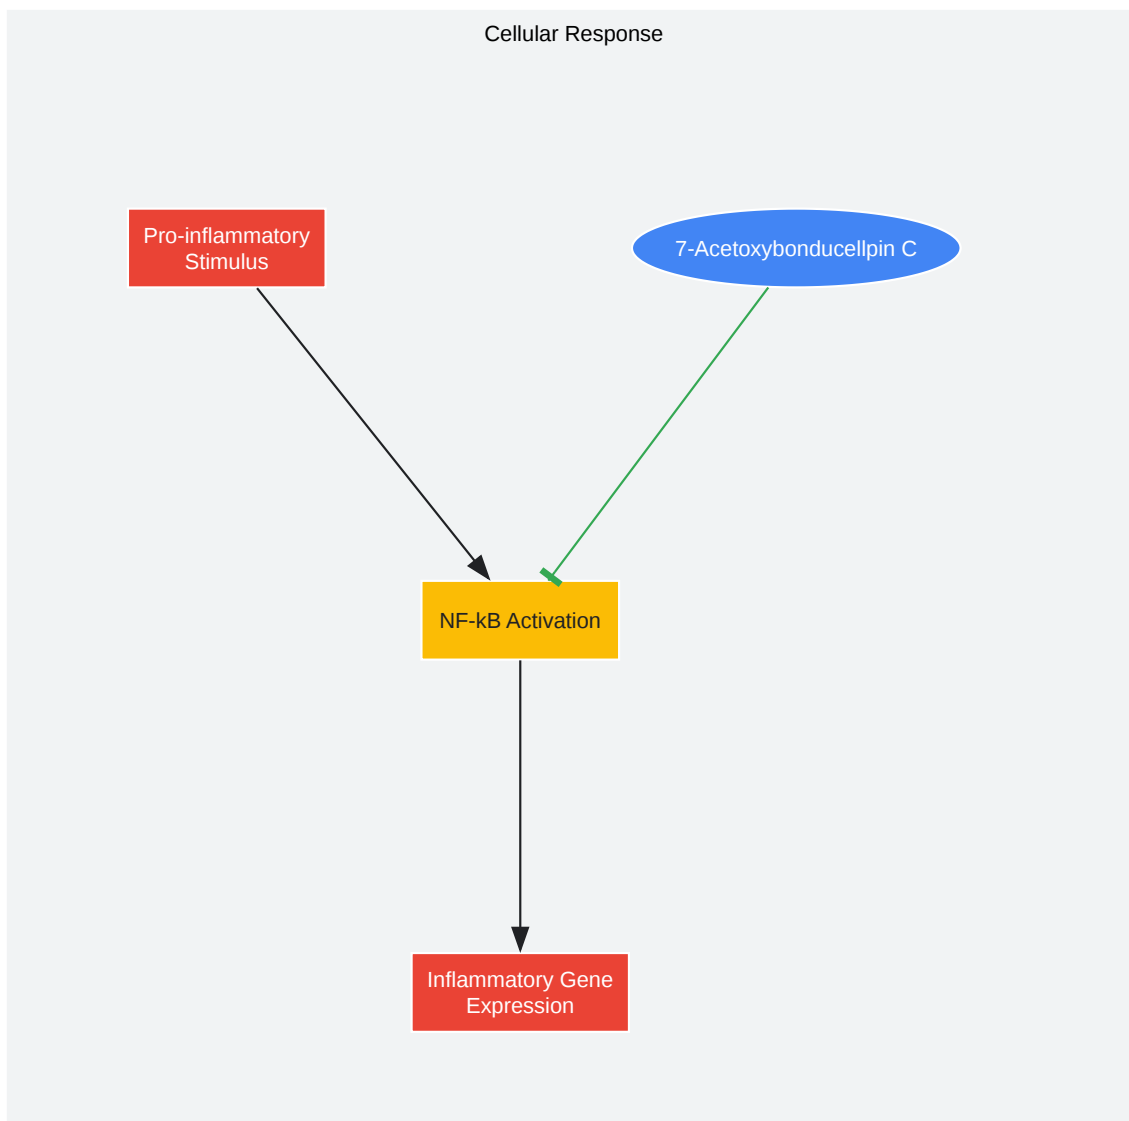 Cellular Response
Pro-inflammatory
Stimulus
7-Acetoxybonducellpin C
NF-kB Activation
Inflammatory Gene
Expression